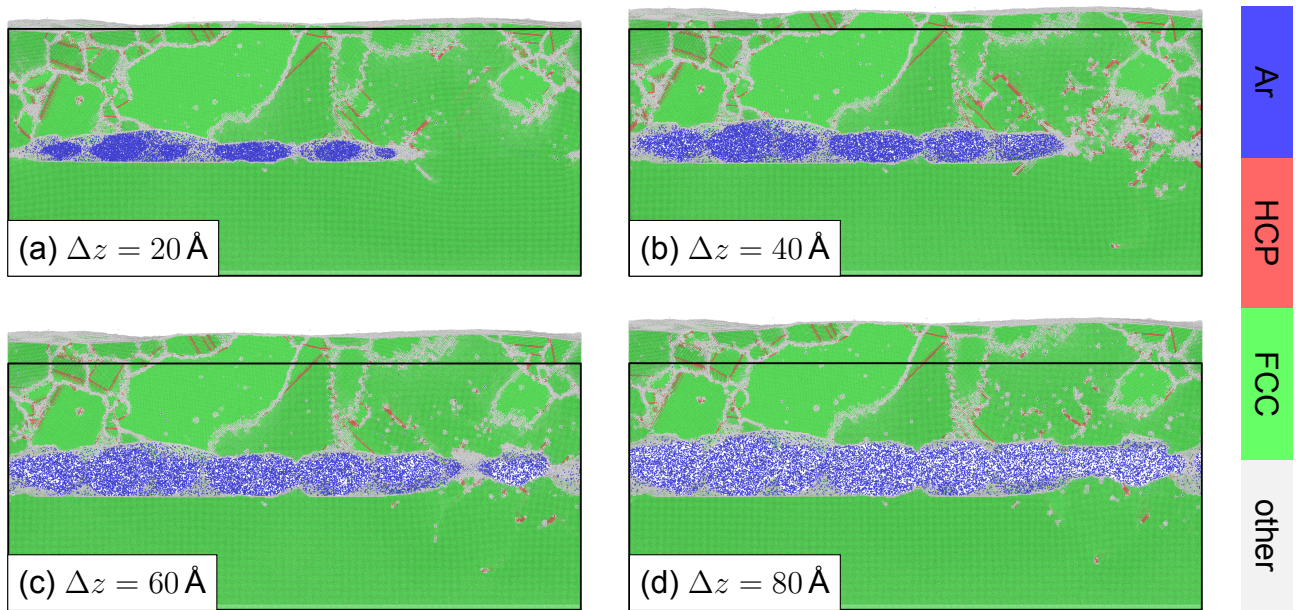 (a) Δz = 20 Å
(b) Δz = 40 Å
(c) Δz = 60 Å
(d) Δz = 80 Å
Ar
HCP
FCC
other